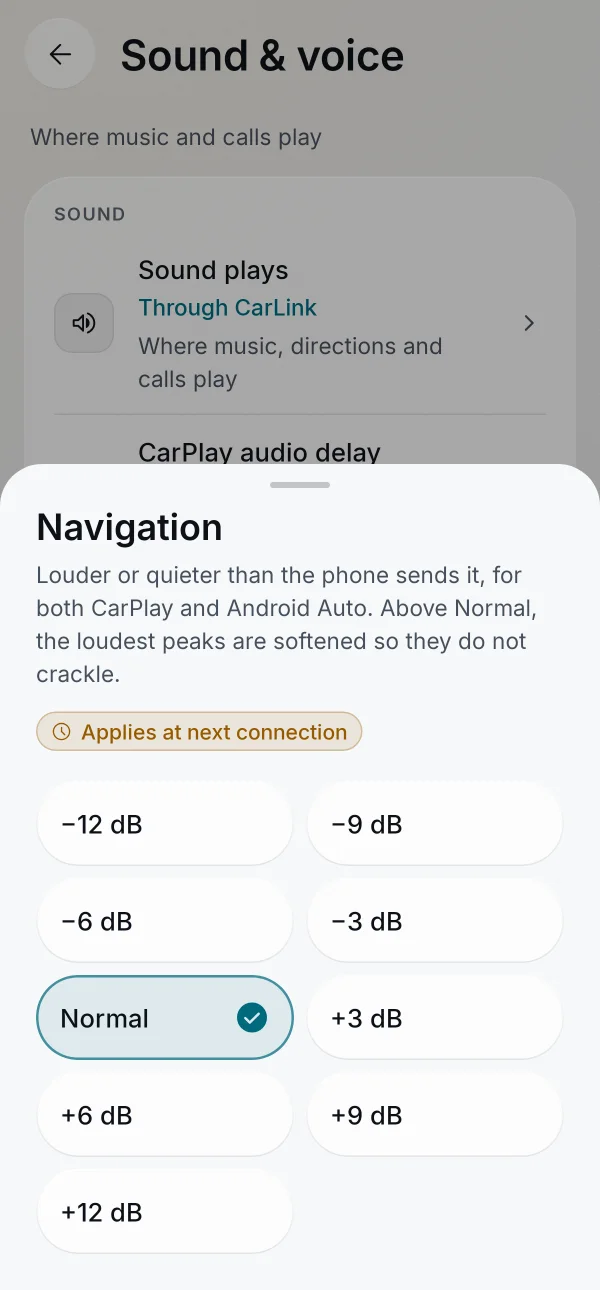 Sound & voice
Where music and calls play
SOUND
Sound plays
Through CarLink
Where music, directions and
calls play
CarPlay audio delay
Navigation
Louder or quieter than the phone sends it, for
both CarPlay and Android Auto. Above Normal,
the loudest peaks are softened so they do not
crackle.
Applies at next connection
−12 dB
−9 dB
−6 dB
−3 dB
Normal
+3 dB
+6 dB
+9 dB
+12 dB